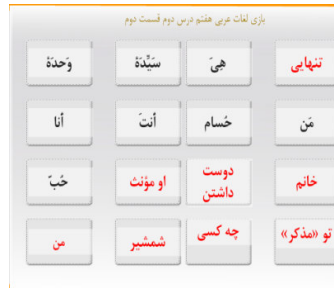 بازی لغات عربی هفتم درس دوم قسمت دوم
تنهایی هِیَ سَیِّدَة وَحدَة
مَن حُسام أنتَ أنا
خانم دوست داشتن او مؤنث حُبّ
تو «مذکر» چه کسی شمشیر من